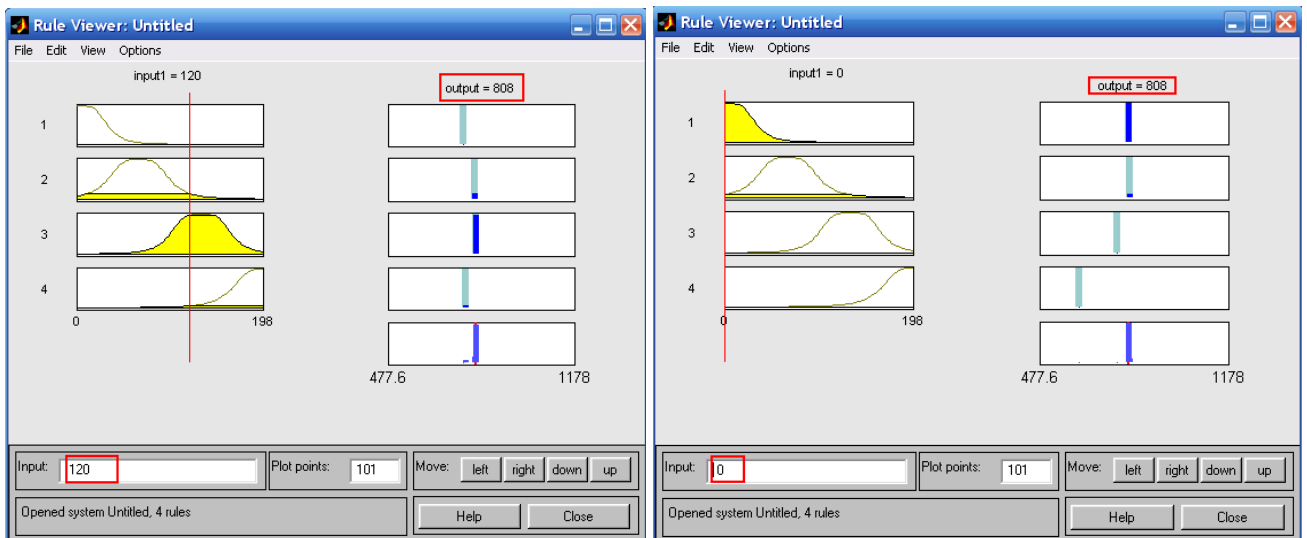 Rule Viewer: Untitled
File Edit View Options
input1 = 120
output = 808
1
2
3
4
0 198
477.6 1178
Input: 120
Plot points: 101
Move: left right down up
Opened system Untitled, 4 rules
Help Close
Rule Viewer: Untitled
File Edit View Options
input1 = 0
output = 808
1
2
3
4
0 198
477.6 1178
Input: 0
Plot points: 101
Move: left right down up
Opened system Untitled, 4 rules
Help Close